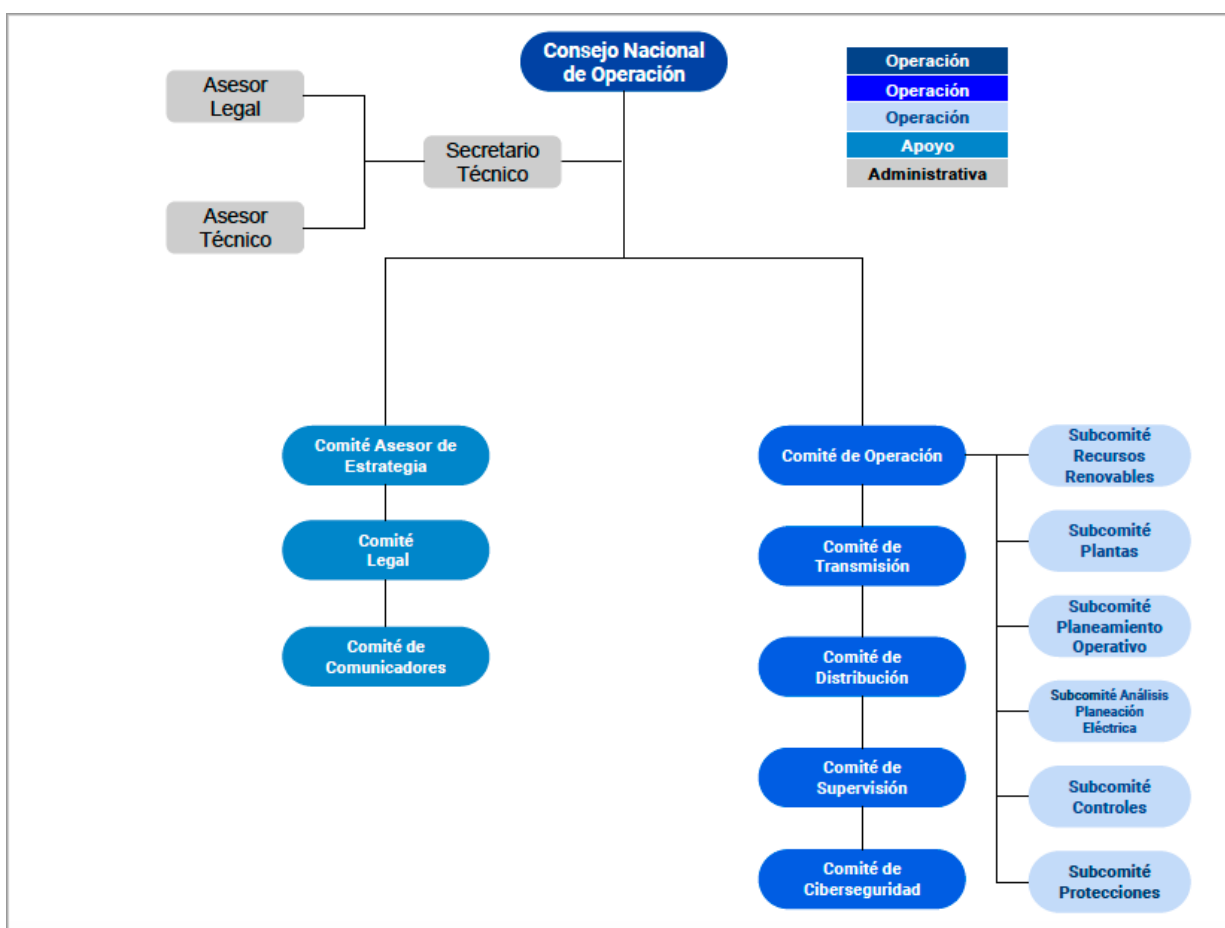 Consejo Nacional
de Operación
Operación
Operación
Operación
Apoyo
Administrativa
Asesor
Legal
Secretario
Técnico
Asesor
Técnico
Comité Asesor de
Estrategia
Comité
Legal
Comité de
Comunicadores
Comité de Operación
Comité de
Transmisión
Comité de
Distribución
Comité de
Supervisión
Comité de
Ciberseguridad
Subcomité
Recursos
Renovables
Subcomité
Plantas
Subcomité
Planeamiento
Operativo
Subcomité Análisis
Planeación
Eléctrica
Subcomité
Controles
Subcomité
Protecciones